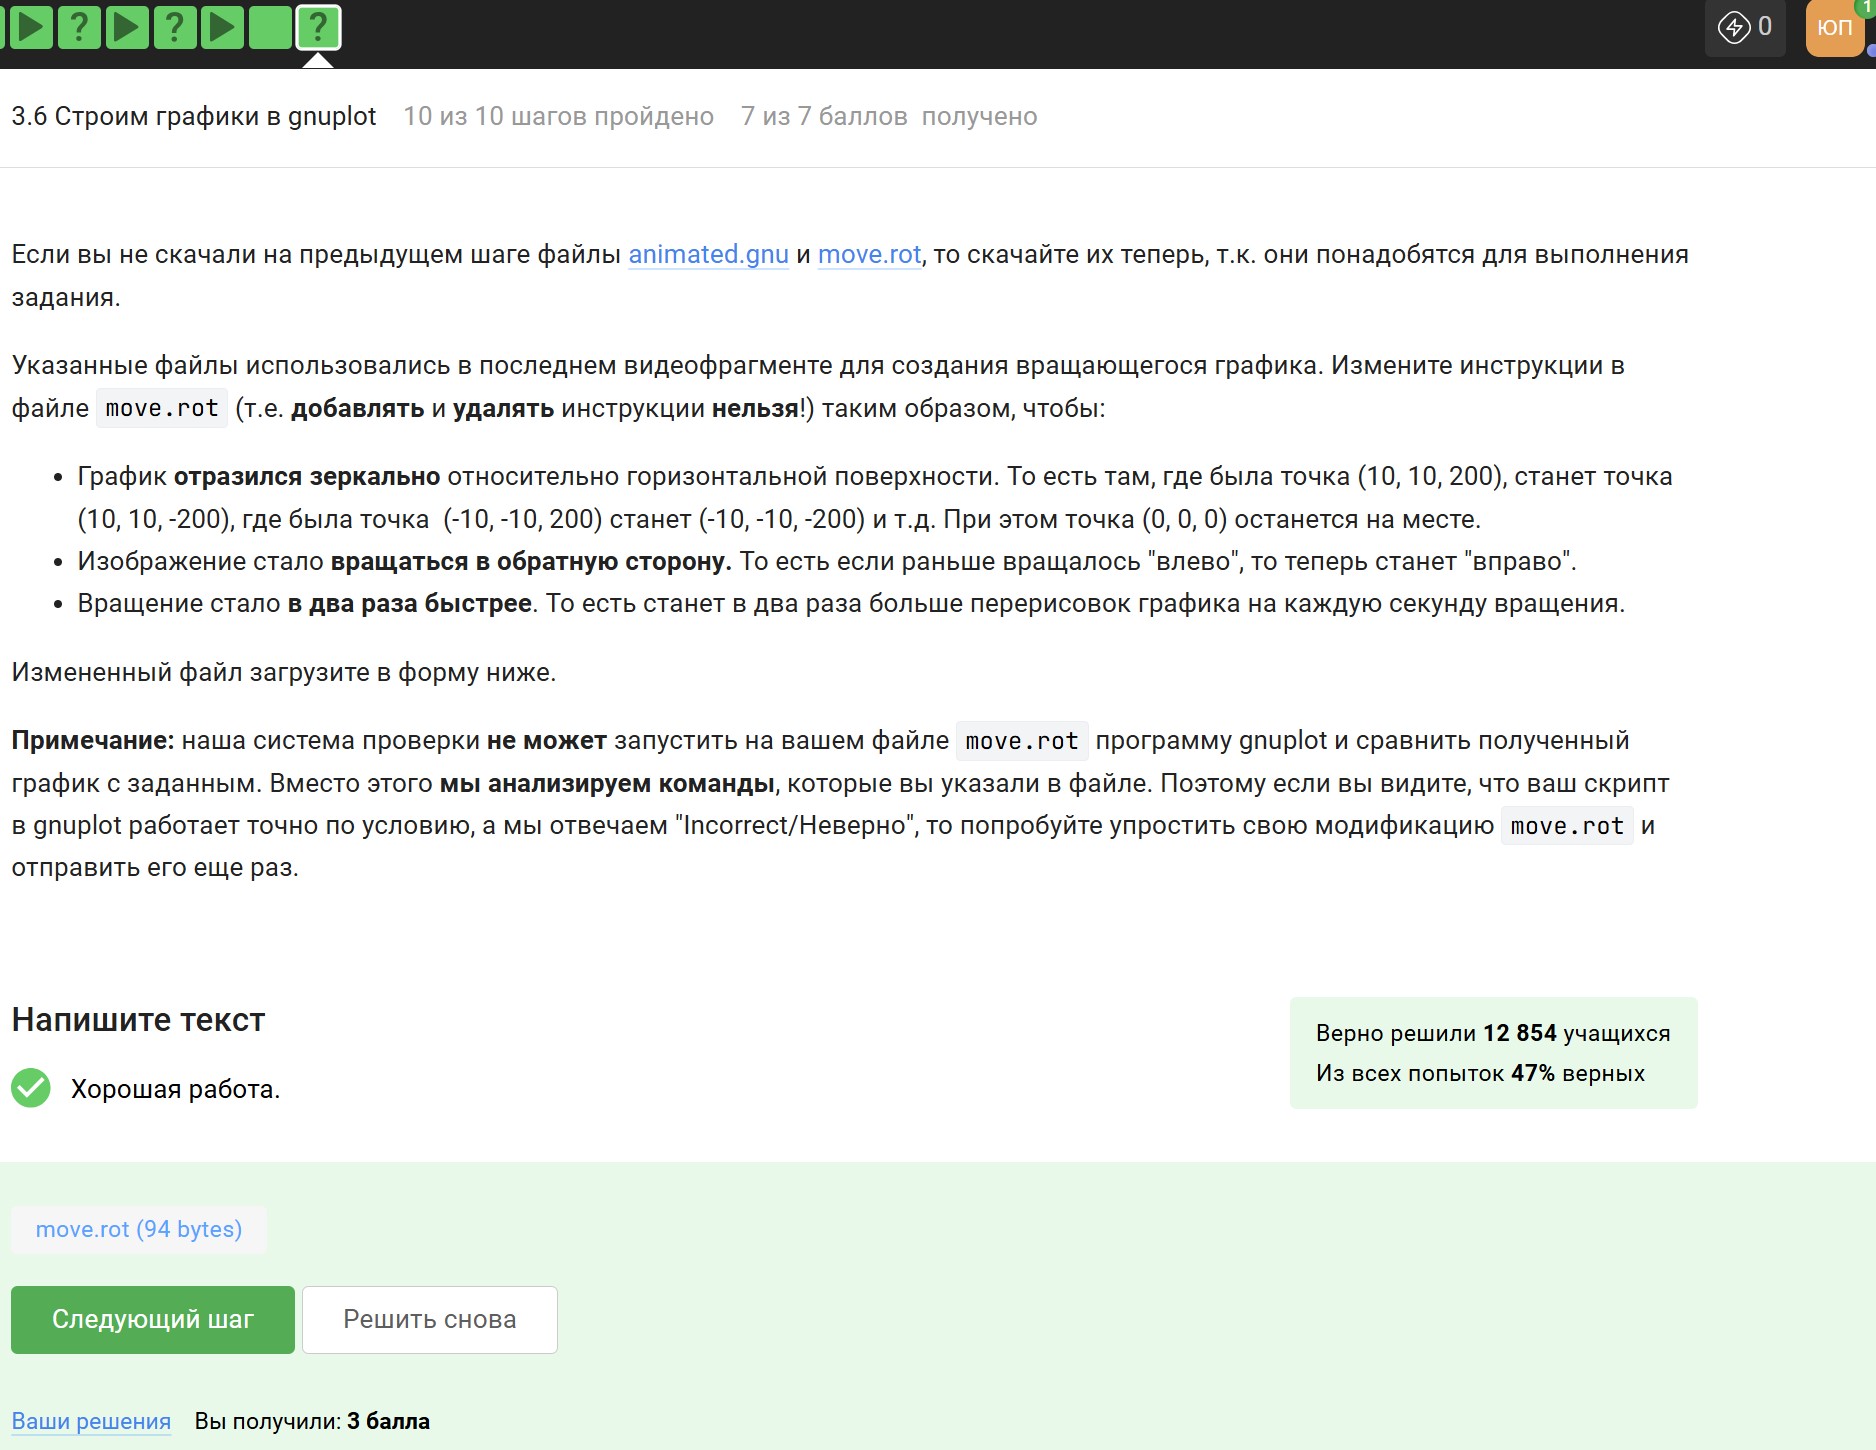 ? ? ?
0
ЮП
1
3.6 Строим графики в gnuplot 10 из 10 шагов пройдено 7 из 7 баллов получено
Если вы не скачали на предыдущем шаге файлы animated.gnu и move.rot, то скачайте их теперь, т.к. они понадобятся для выполнения
задания.
Указанные файлы использовались в последнем видеофрагменте для создания вращающегося графика. Измените инструкции в
файле move.rot (т.е. добавлять и удалять инструкции нельзя!) таким образом, чтобы:
• График отразился зеркально относительно горизонтальной поверхности. То есть там, где была точка (10, 10, 200), станет точка
(10, 10, -200), где была точка (-10, -10, 200) станет (-10, -10, -200) и т.д. При этом точка (0, 0, 0) останется на месте.
• Изображение стало вращаться в обратную сторону. То есть если раньше вращалось "влево", то теперь станет "вправо".
• Вращение стало в два раза быстрее. То есть станет в два раза больше перерисовок графика на каждую секунду вращения.
Измененный файл загрузите в форму ниже.
Примечание: наша система проверки не может запустить на вашем файле move.rot программу gnuplot и сравнить полученный
график с заданным. Вместо этого мы анализируем команды, которые вы указали в файле. Поэтому если вы видите, что ваш скрипт
в gnuplot работает точно по условию, а мы отвечаем "Incorrect/Неверно", то попробуйте упростить свою модификацию move.rot и
отправить его еще раз.
Напишите текст
Хорошая работа.
Верно решили 12 854 учащихся
Из всех попыток 47% верных
move.rot (94 bytes)
Следующий шаг Решить снова
Ваши решения Вы получили: 3 балла